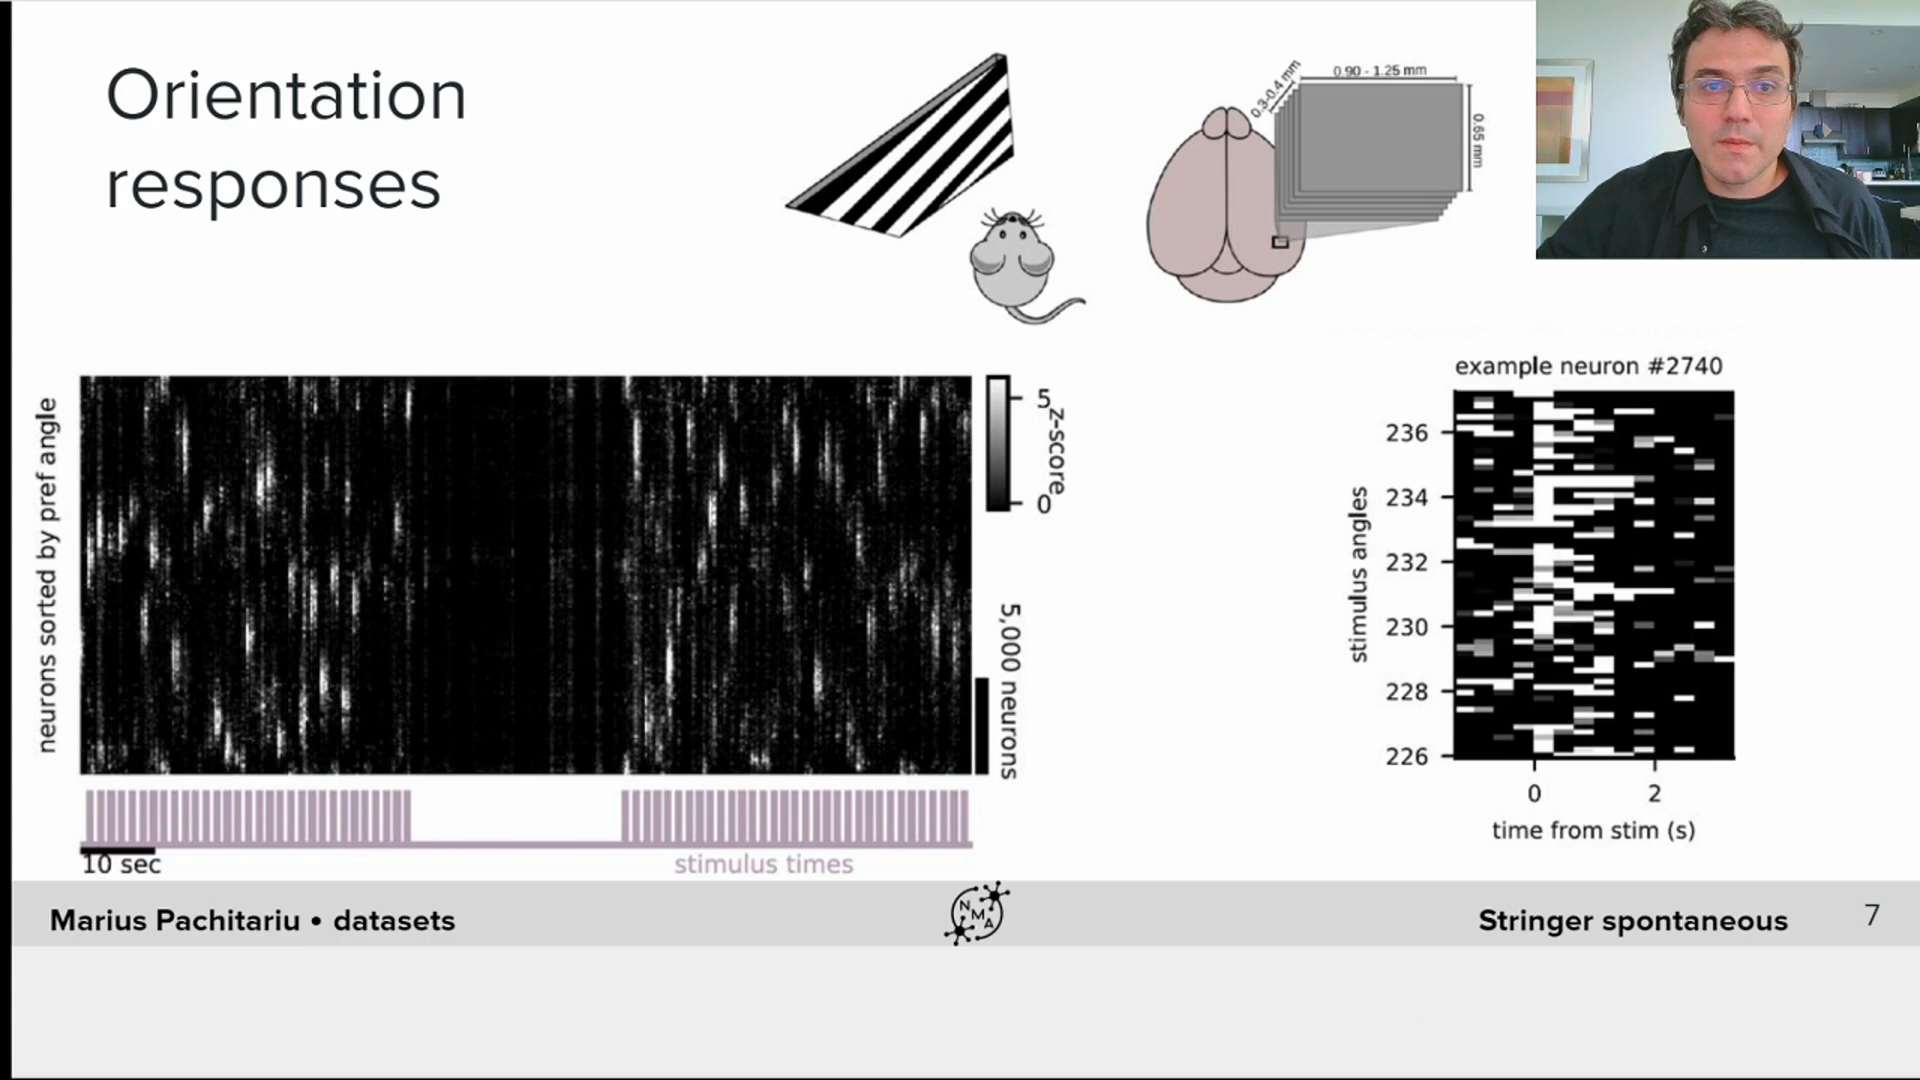 Orientation
responses
0.3-0.4 mm
0.90 - 1.25 mm
0.65 mm
neurons sorted by pref angle
5
0
z-score
5,000 neurons
10 sec
stimulus times
example neuron #2740
stimulus angles
236
234
232
230
228
226
0
2
time from stim (s)
Marius Pachitariu • datasets
N
M
A
Stringer spontaneous
7